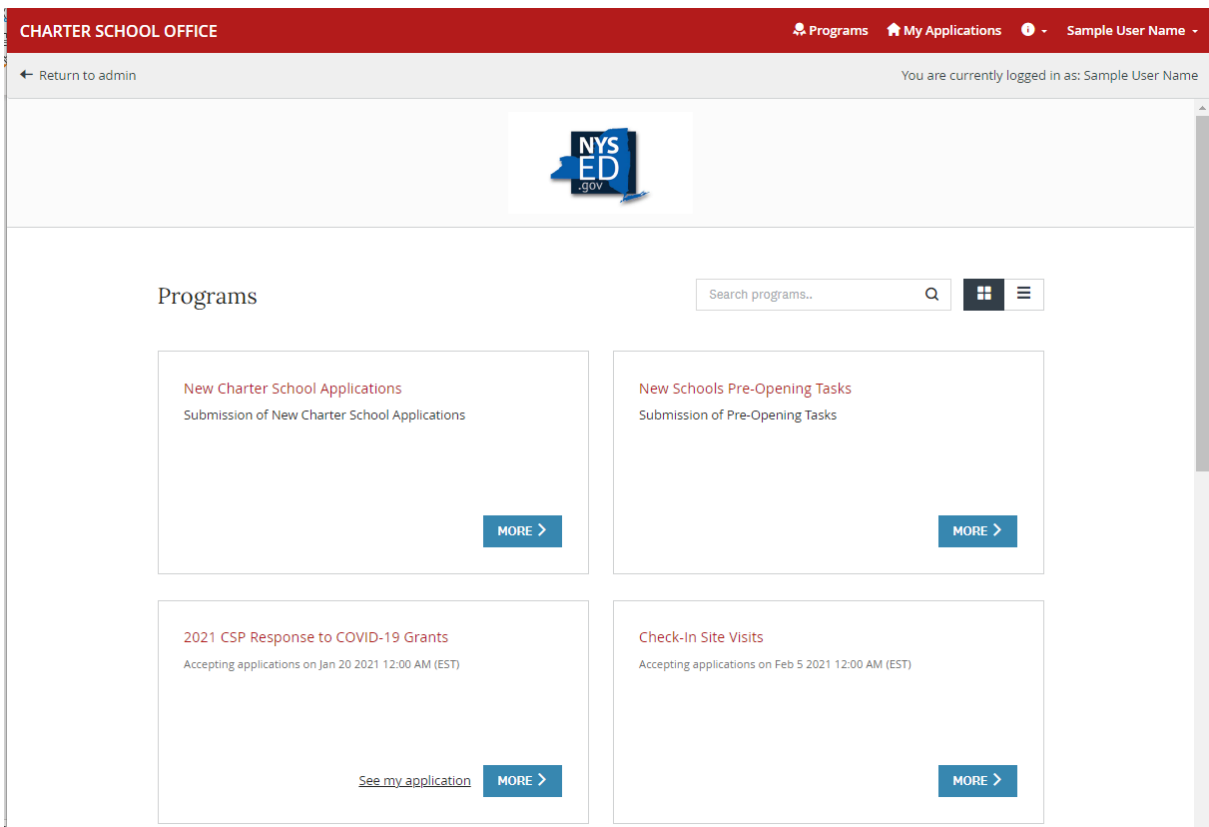 CHARTER SCHOOL OFFICE Programs My Applications Sample User Name
Return to admin You are currently logged in as: Sample User Name
NYS
ED
.gov
Programs
Search programs..
New Charter School Applications
Submission of New Charter School Applications
MORE
New Schools Pre-Opening Tasks
Submission of Pre-Opening Tasks
MORE
2021 CSP Response to COVID-19 Grants
Accepting applications on Jan 20 2021 12:00 AM (EST)
See my application MORE
Check-In Site Visits
Accepting applications on Feb 5 2021 12:00 AM (EST)
MORE